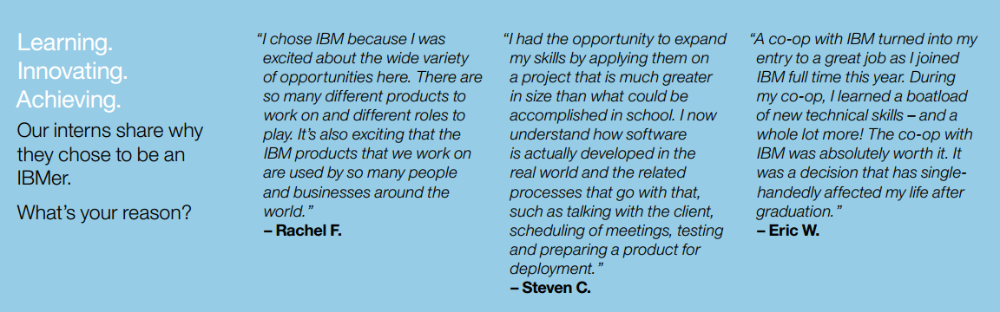 Learning.
Innovating.
Achieving.
Our interns share why
they chose to be an
IBMer.
What's your reason?
“I chose IBM because I was
excited about the wide variety
of opportunities here. There are
so many different products to
work on and different roles to
play. It's also exciting that the
IBM products that we work on
are used by so many people
and businesses around the
world.”
– Rachel F.
“I had the opportunity to expand
my skills by applying them on
a project that is much greater
in size than what could be
accomplished in school. I now
understand how software
is actually developed in the
real world and the related
processes that go with that,
such as talking with the client,
scheduling of meetings, testing
and preparing a product for
deployment.”
– Steven C.
“A co-op with IBM turned into my
entry to a great job as I joined
IBM full time this year. During
my co-op, I learned a boatload
of new technical skills – and a
whole lot more! The co-op with
IBM was absolutely worth it. It
was a decision that has single-
handedly affected my life after
graduation.”
– Eric W.